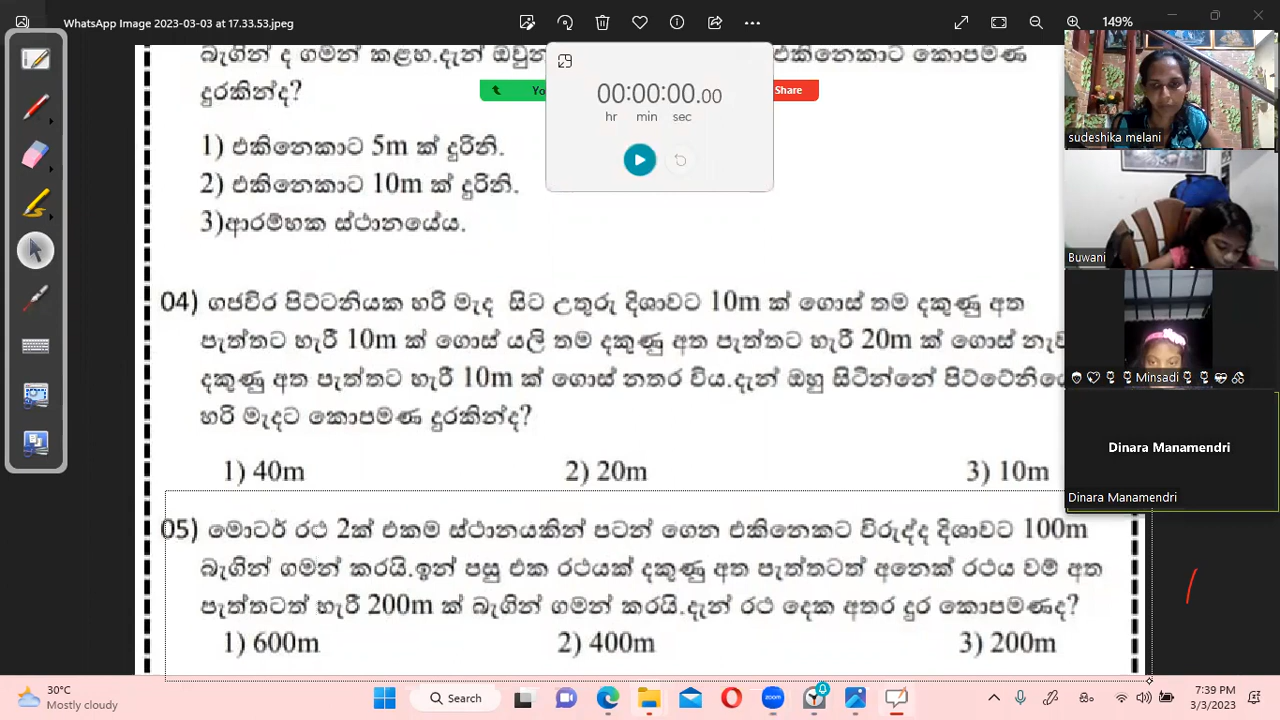 WhatsApp Image 2023-03-03 at 17.33.53.jpeg
149%
බැගින් ද ගමන් කළහ.දැන් ඔවුන් එකිනෙකාට කොපමණ
දුරකින්ද?
Yo
Share
00:00:00.00
hr min sec
1) එකිනෙකාට 5m ක් දුරිනි.
2) එකිනෙකාට 10m ක් දුරිනි.
3)ආරම්භක ස්ථානයේය.
04) ගජවීර පිට්ටනියක හරි මැද සිට උතුරු දිශාවට 10m ක් ගොස් තම දකුණු අත
පැත්තට හැරී 10m ක් ගොස් යලි තම දකුණු අත පැත්තට හැරී 20m ක් ගොස්
දකුණු අත පැත්තට හැරී 10m ක් ගොස් නතර විය.දැන් ඔහු සිටින්නේ
හරි මැදට කොපමණ දුරකින්ද?
1) 40m 2) 20m 3) 10m
05) මොටර් රථ 2ක් එකම ස්ථානයකින් පටන් ගෙන එකිනෙකට විරුද්ද දිශාවට 100m
බැගින් ගමන් කරයි.ඉන් පසු එක රථයක් දකුණු අත පැත්තටත් අනෙක් රථය වම් අත
පැත්තටත් හැරී 200m ක් බැගින් ගමන් කරයි.දැන් රථ දෙක අතර දුර කොපමණද?
1) 600m 2) 400m 3) 200m
sudeshika melani
Buwani
Minsadi
Dinara Manamendri
Dinara Manamendri
30°C
Mostly cloudy
Search
zoom
7:39 PM
3/3/2023